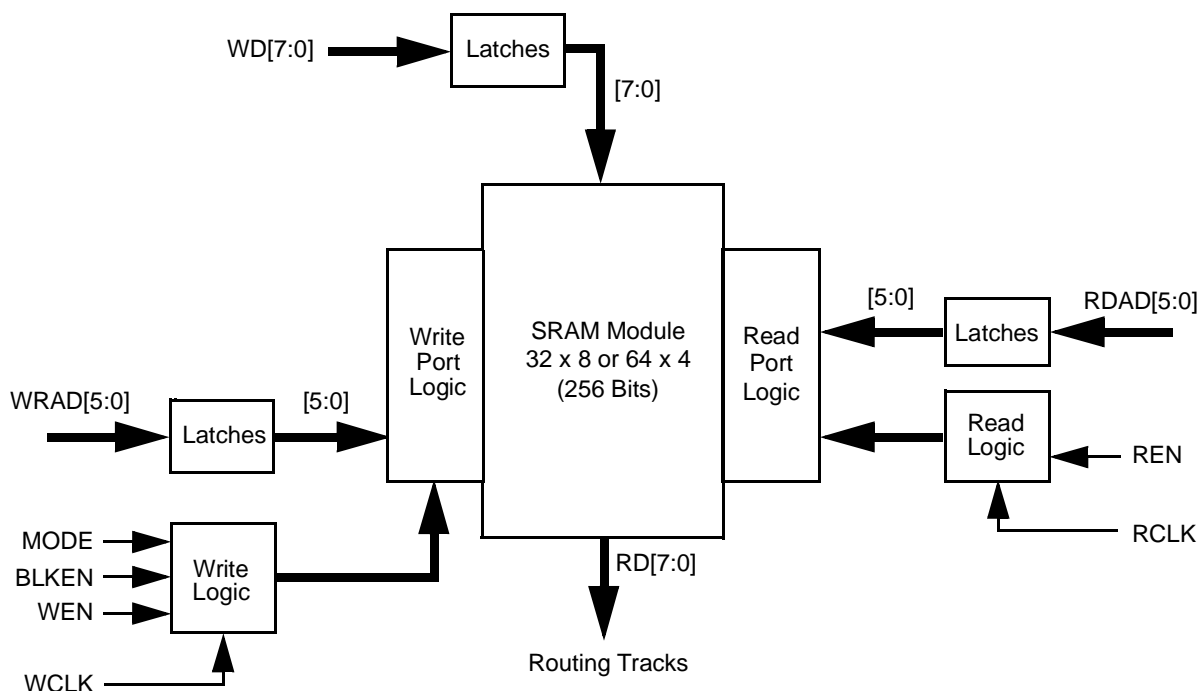 WD[7:0]
Latches
[7:0]
Write
Port
Logic
SRAM Module
32 x 8 or 64 x 4
(256 Bits)
Read
Port
Logic
[5:0]
RDAD[5:0]
Latches
WRAD[5:0]
[5:0]
Latches
Read
Logic
REN
RCLK
MODE
BLKEN
WEN
Write
Logic
WCLK
RD[7:0]
Routing Tracks